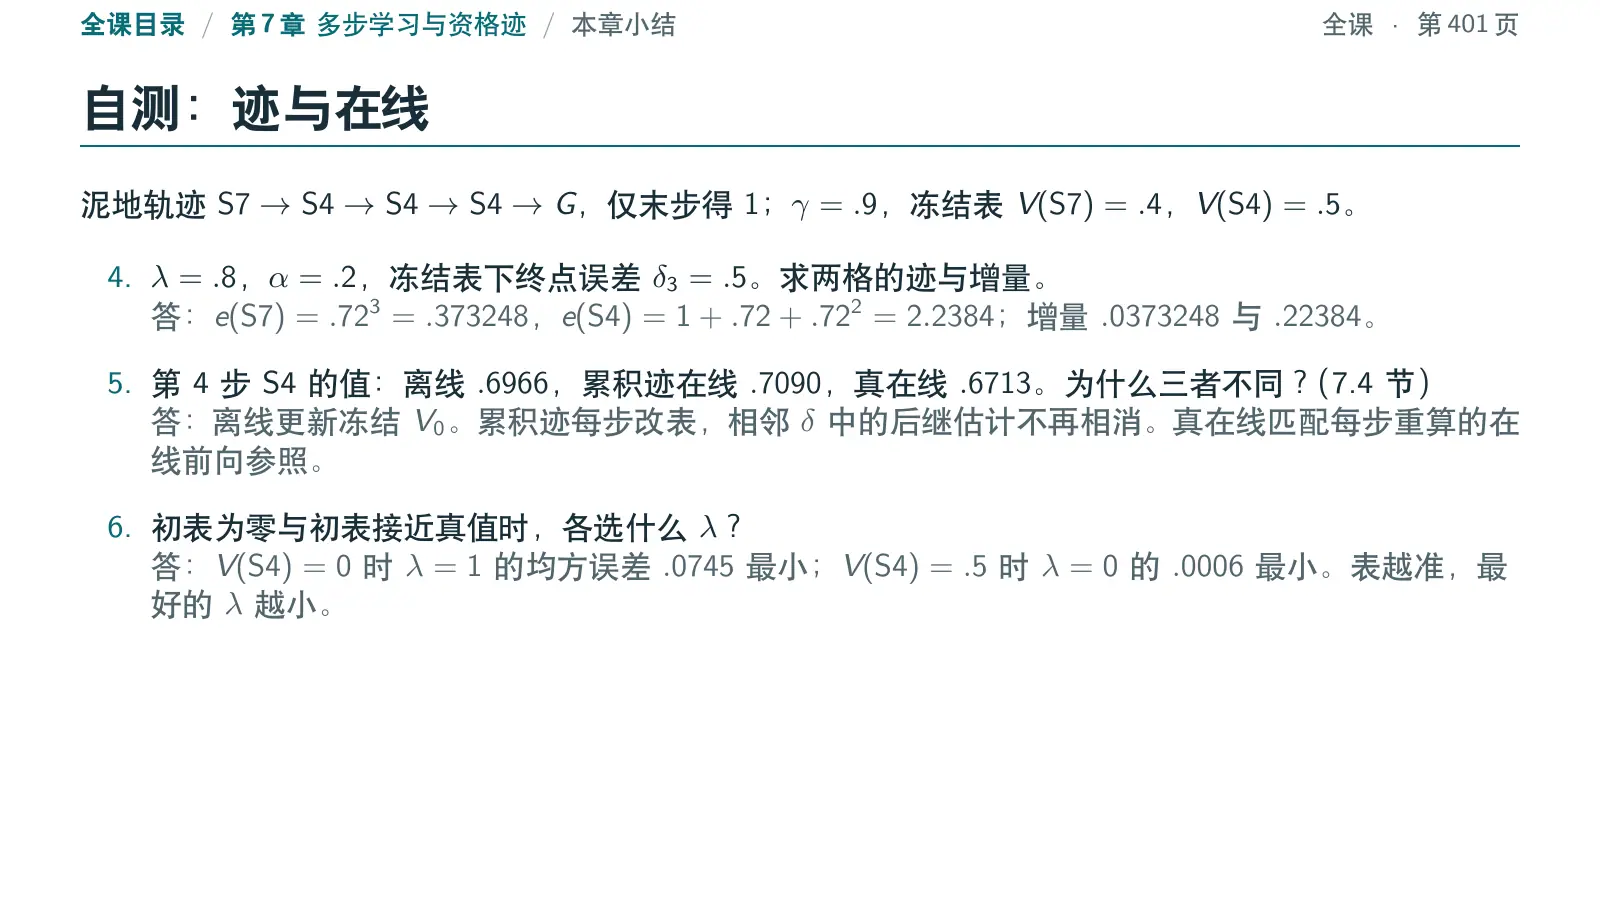 全课目录 / 第 7 章 多步学习与资格迹 / 本章小结
全课 · 第 401 页
自测：迹与在线
泥地轨迹 S7 → S4 → S4 → S4 → G，仅末步得 1；γ = .9，冻结表 V(S7) = .4，V(S4) = .5。
4. λ = .8，α = .2，冻结表下终点误差 δ₃ = .5。求两格的迹与增量。
答：e(S7) = .72³ = .373248，e(S4) = 1 + .72 + .72² = 2.2384；增量 .0373248 与 .22384。
5. 第 4 步 S4 的值：离线 .6966，累积迹在线 .7090，真在线 .6713。为什么三者不同？(7.4 节)
答：离线更新冻结 V₀。累积迹每步改表，相邻 δ 中的后继估计不再相消。真在线匹配每步重算的在
线前向参照。
6. 初表为零与初表接近真值时，各选什么 λ？
答：V(S4) = 0 时 λ = 1 的均方误差 .0745 最小；V(S4) = .5 时 λ = 0 的 .0006 最小。表越准，最
好的 λ 越小。